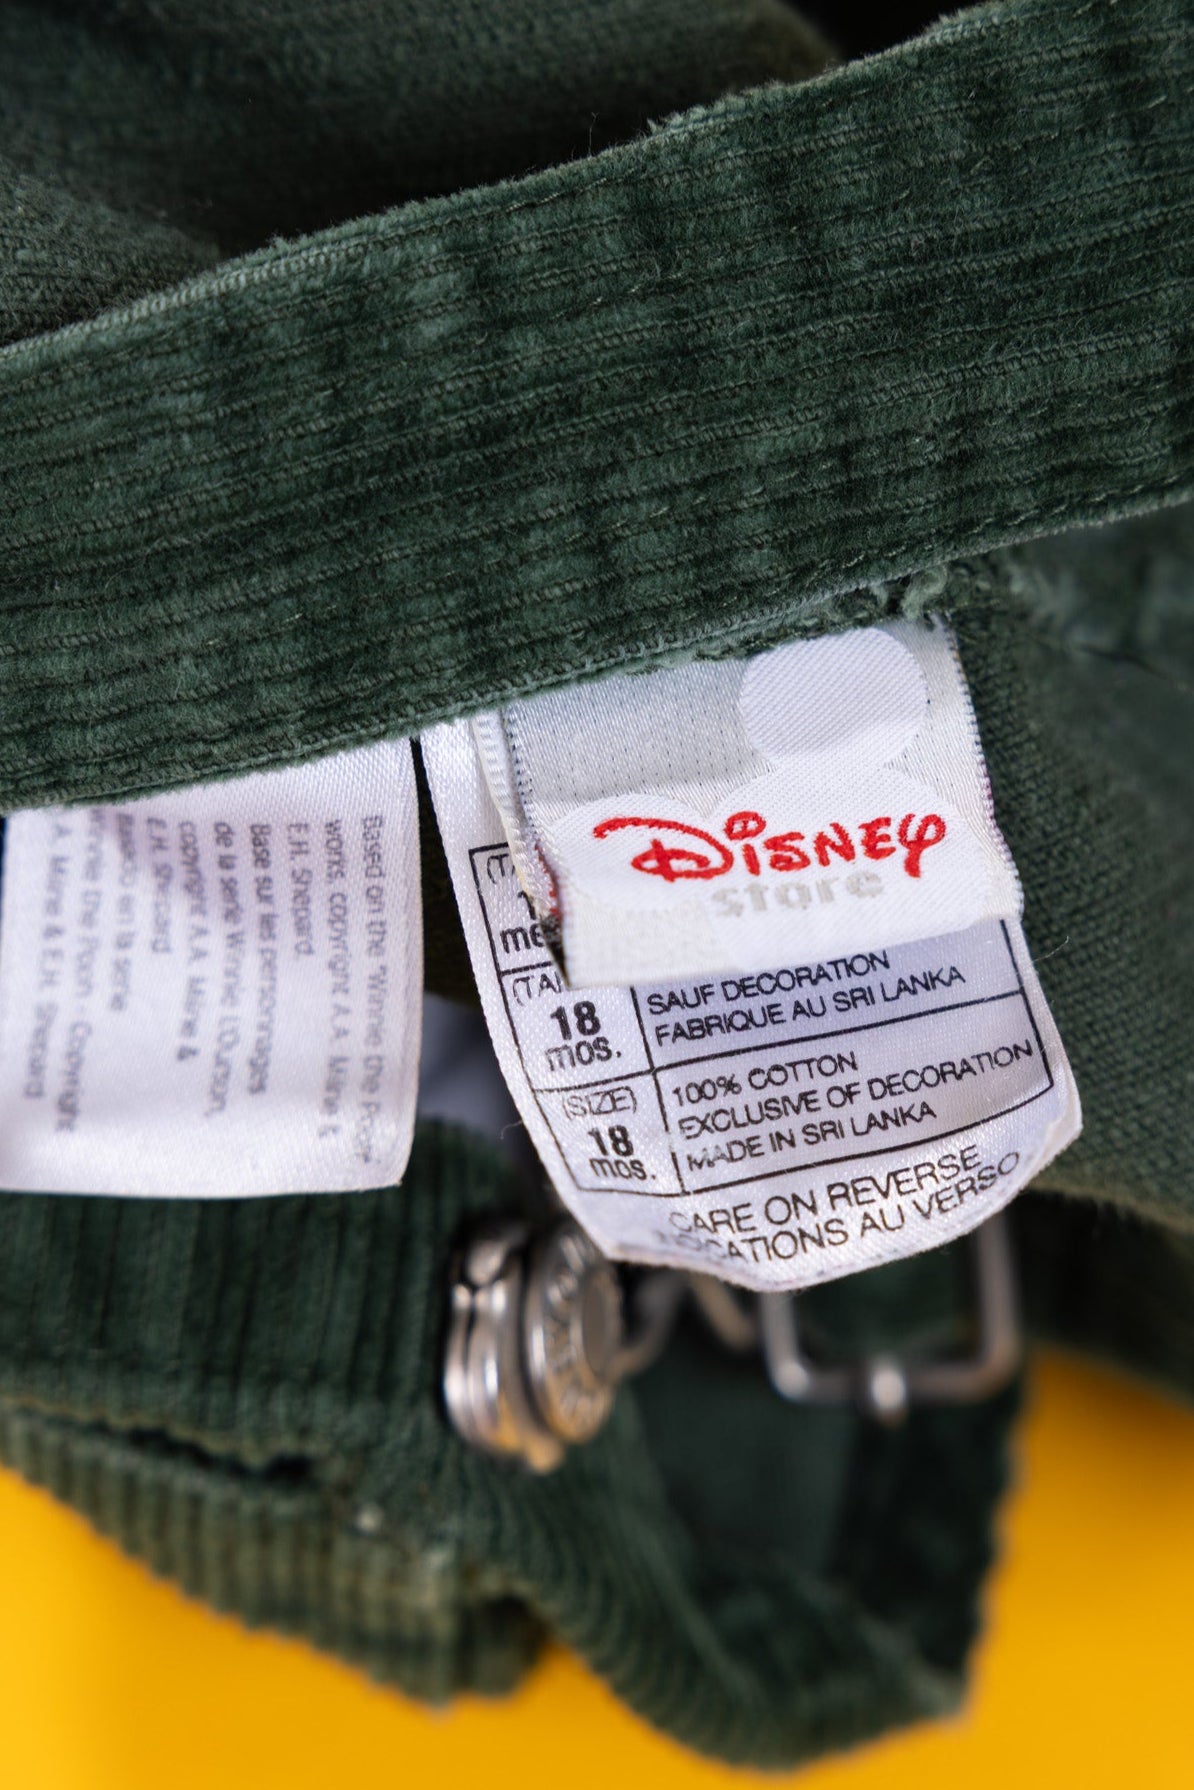 Based on the "Winnie the Pooh"
works, copyright A.A. Milne &
E.H. Shepard
Base sur les personnages
de la serie Winnie L'Ourson,
copyright A.A. Milne &
E.H. Shepard
en la serie
the Pooh - Copyright
A.A. Milne & E.H. Shepard
Disney
store
18
mos.
SAUF DECORATION
FABRIQUE AU SRI LANKA
(SIZE)
18
mos.
100% COTTON
EXCLUSIVE OF DECORATION
MADE IN SRI LANKA
CARE ON REVERSE
AU VERSO